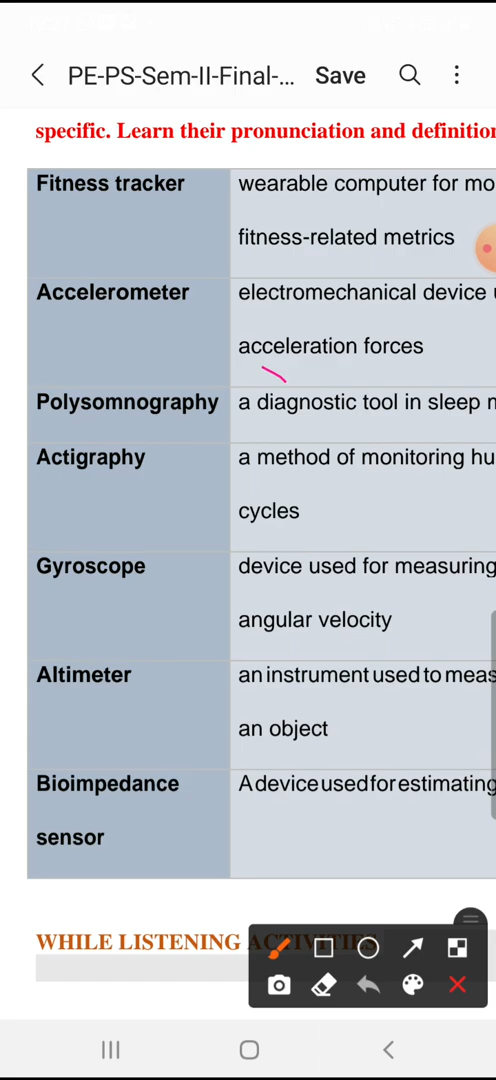 PE-PS-Sem-II-Final-... Save
specific. Learn their pronunciation and definition
Fitness tracker wearable computer for mo
fitness-related metrics
Accelerometer electromechanical device
acceleration forces
Polysomnography a diagnostic tool in sleep
Actigraphy a method of monitoring hu
cycles
Gyroscope device used for measuring
angular velocity
Altimeter an instrument used to meas
an object
Bioimpedance A device used for estimating
sensor
WHILE LISTENING ACTIVITIES